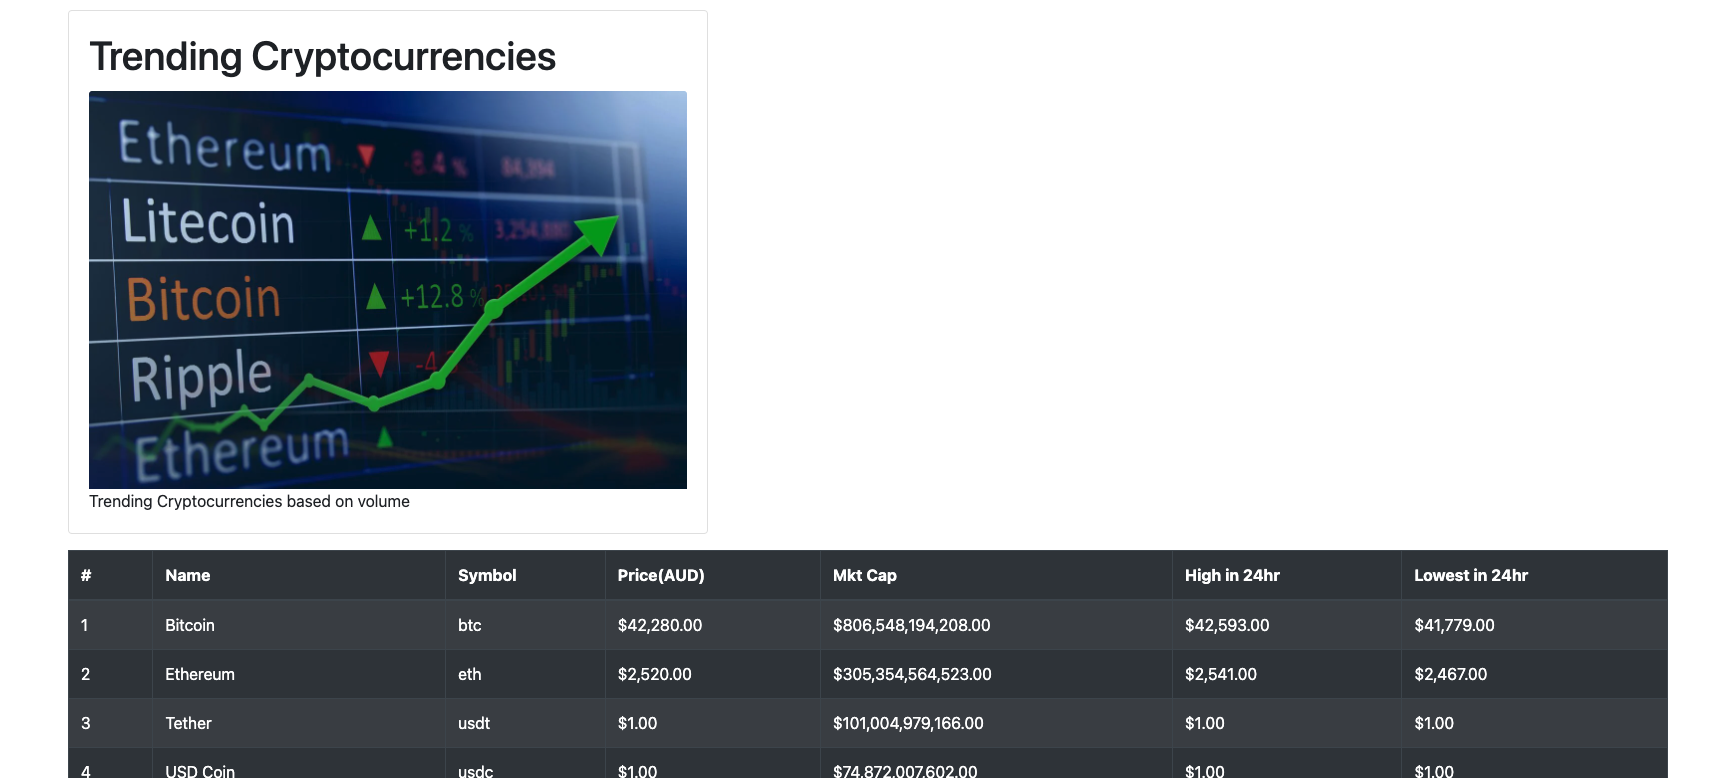 Trending Cryptocurrencies
Ethereum ▼ -8.4 % 84,394
Litecoin ▲ +1.2 %
Bitcoin ▲ +12.8 %
Ripple ▼ -4
Ethereum ▲
Trending Cryptocurrencies based on volume
# Name Symbol Price(AUD) Mkt Cap High in 24hr Lowest in 24hr
1 Bitcoin btc $42,280.00 $806,548,194,208.00 $42,593.00 $41,779.00
2 Ethereum eth $2,520.00 $305,354,564,523.00 $2,541.00 $2,467.00
3 Tether usdt $1.00 $101,004,979,166.00 $1.00 $1.00
4 USD Coin usdc $1.00 $74,872,007,602.00 $1.00 $1.00